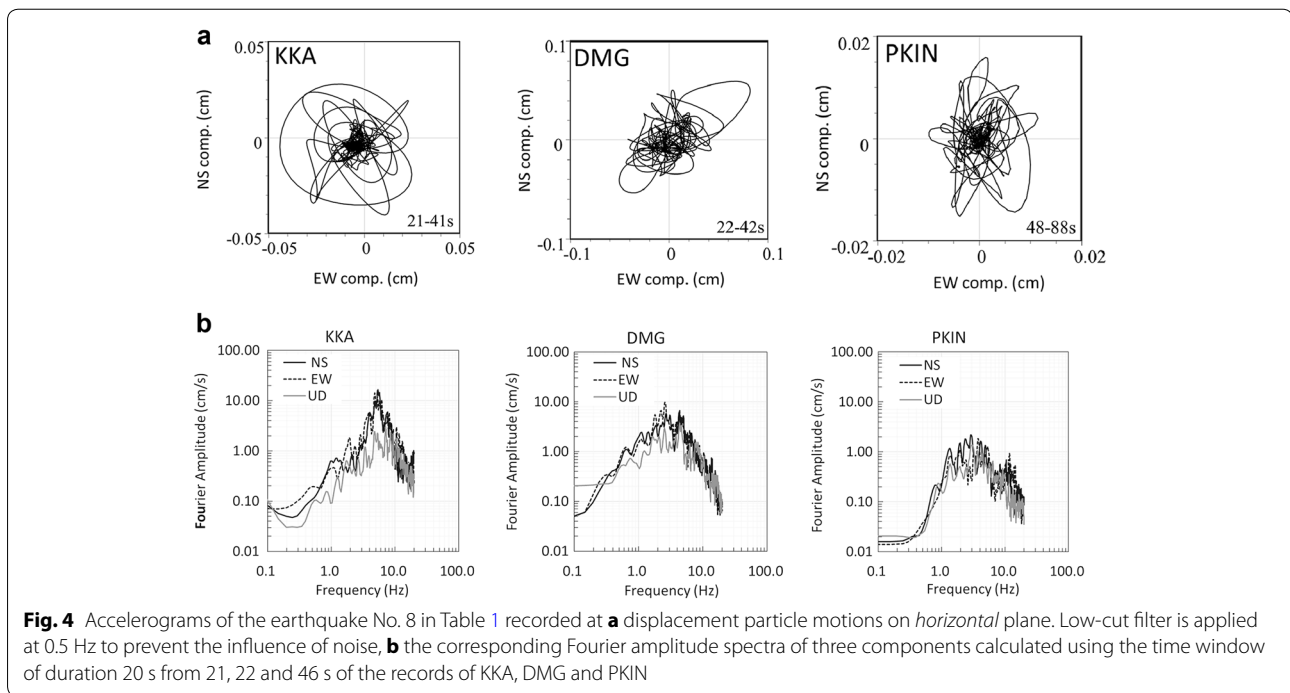 a
KKA
0.05
NS comp. (cm)
0
-0.05
-0.05
0
0.05
21-41s
EW comp. (cm)
DMG
0.1
NS comp. (cm)
0
-0.1
-0.1
0
0.1
22-42s
EW comp. (cm)
PKIN
0.02
NS comp. (cm)
0
-0.02
-0.02
0
0.02
48-88s
EW comp. (cm)
b
KKA
Fourier Amplitude (cm/s)
100.00
10.00
1.00
0.10
0.01
NS
EW
UD
0.1
1.0
10.0
100.0
Frequency (Hz)
DMG
Fourier Amplitude (cm/s)
100.00
10.00
1.00
0.10
0.01
NS
EW
UD
0.1
1.0
10.0
100.0
Frequency (Hz)
PKIN
Fourier Amplitude (cm/s)
100.00
10.00
1.00
0.10
0.01
NS
EW
UD
0.1
1.0
10.0
100.0
Frequency (Hz)
Fig. 4 Accelerograms of the earthquake No. 8 in Table 1 recorded at a displacement particle motions on horizontal plane. Low-cut filter is applied
at 0.5 Hz to prevent the influence of noise, b the corresponding Fourier amplitude spectra of three components calculated using the time window
of duration 20 s from 21, 22 and 46 s of the records of KKA, DMG and PKIN